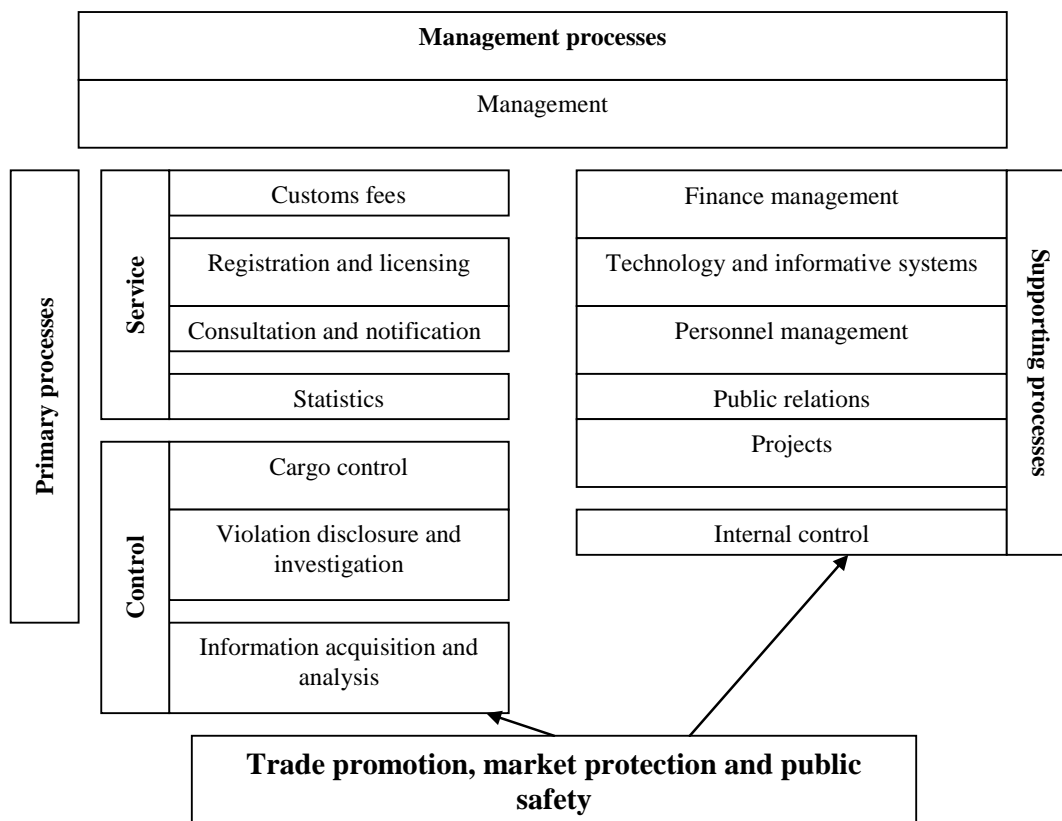 Management processes
Management
Primary processes
Service
Customs fees
Registration and licensing
Consultation and notification
Statistics
Control
Cargo control
Violation disclosure and
investigation
Information acquisition and
analysis
Finance management
Technology and informative systems
Personnel management
Public relations
Projects
Internal control
Supporting processes
Trade promotion, market protection and public
safety